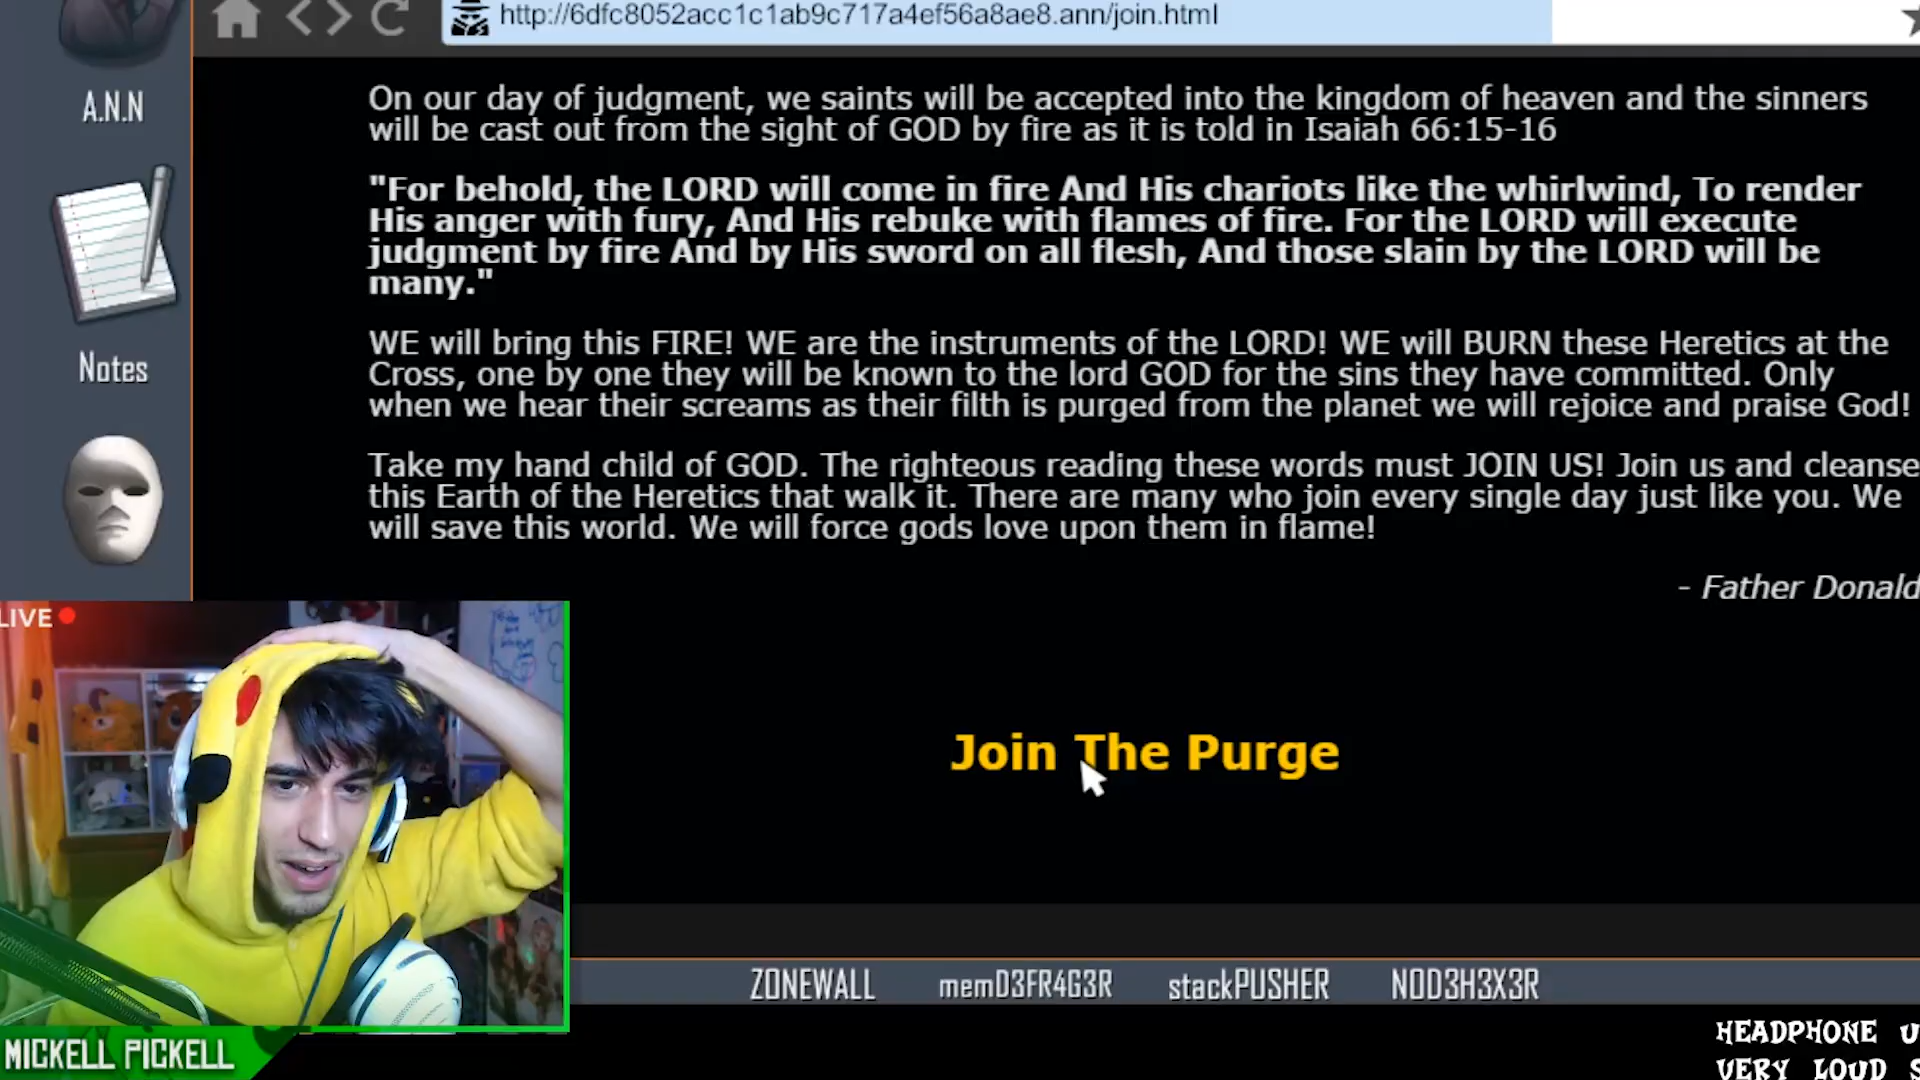 http://6dfc8052acc1c1ab9c717a4ef56a8ae8.ann/join.html
A.N.N
On our day of judgment, we saints will be accepted into the kingdom of heaven and the sinners
will be cast out from the sight of GOD by fire as it is told in Isaiah 66:15-16
"For behold, the LORD will come in fire And His chariots like the whirlwind, To render
His anger with fury, And His rebuke with flames of fire. For the LORD will execute
judgment by fire And by His sword on all flesh, And those slain by the LORD will be
many."
Notes
WE will bring this FIRE! WE are the instruments of the LORD! WE will BURN these Heretics at the
Cross, one by one they will be known to the lord GOD for the sins they have committed. Only
when we hear their screams as their filth is purged from the planet we will rejoice and praise God!
Take my hand child of GOD. The righteous reading these words must JOIN US! Join us and cleanse
this Earth of the Heretics that walk it. There are many who join every single day just like you. We
will save this world. We will force gods love upon them in flame!
- Father Donald
LIVE
Join The Purge
ZONEWALL
memD3FR4G3R
stackPUSHER
N0D3H3X3R
MICKELL PICKELL
HEADPHONE
VERY LOUD